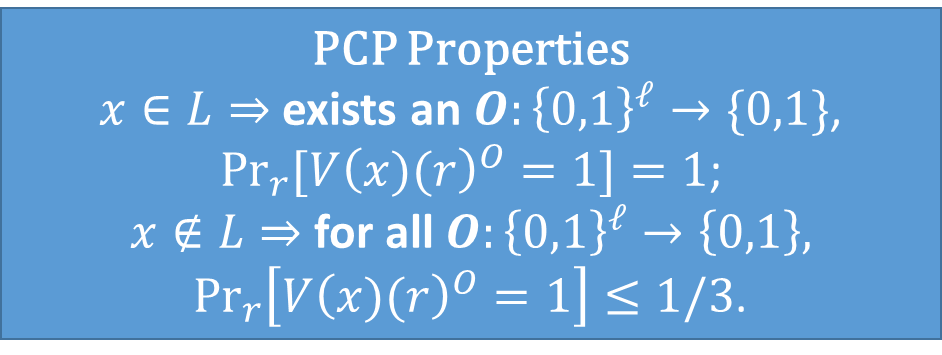 PCP Properties
𝑥 ∈ 𝐿 ⇒ exists an 𝑶: {0,1}^ℓ → {0,1},
Pr_𝑟[𝑉(𝑥)(𝑟)^𝑂 = 1] = 1;
𝑥 ∉ 𝐿 ⇒ for all 𝑶: {0,1}^ℓ → {0,1},
Pr_𝑟[𝑉(𝑥)(𝑟)^𝑂 = 1] ≤ 1/3.